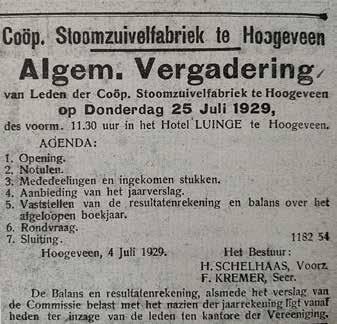 Coöp. Stoomzuivelfabriek te Hoogeveen
Algem. Vergadering
van Leden der Coöp. Stoomzuivelfabriek te Hoogeveen
op Donderdag 25 Juli 1929,
des voorm. 11.30 uur in het Hotel LUINGE te Hoogeveen.
AGENDA:
1. Opening.
2. Notulen.
3. Mededeelingen en ingekomen stukken.
4. Aanbieding van het jaarverslag.
5. Vaststellen van de resultatenrekening en balans over het
afgeloopen boekjaar.
6. Rondvraag.
7. Sluiting. 1182 54
Hoogeveen, 4 Juli 1929. Het Bestuur:
H. SCHELHAAS, Voorz.
F. KREMER, Secr.
De Balans en resultatenrekening, alsmede het verslag van
de Commissie belast met het nazien der jaarrekening ligt vanaf
heden ter inzage van de leden ten kantore der Vereeniging.